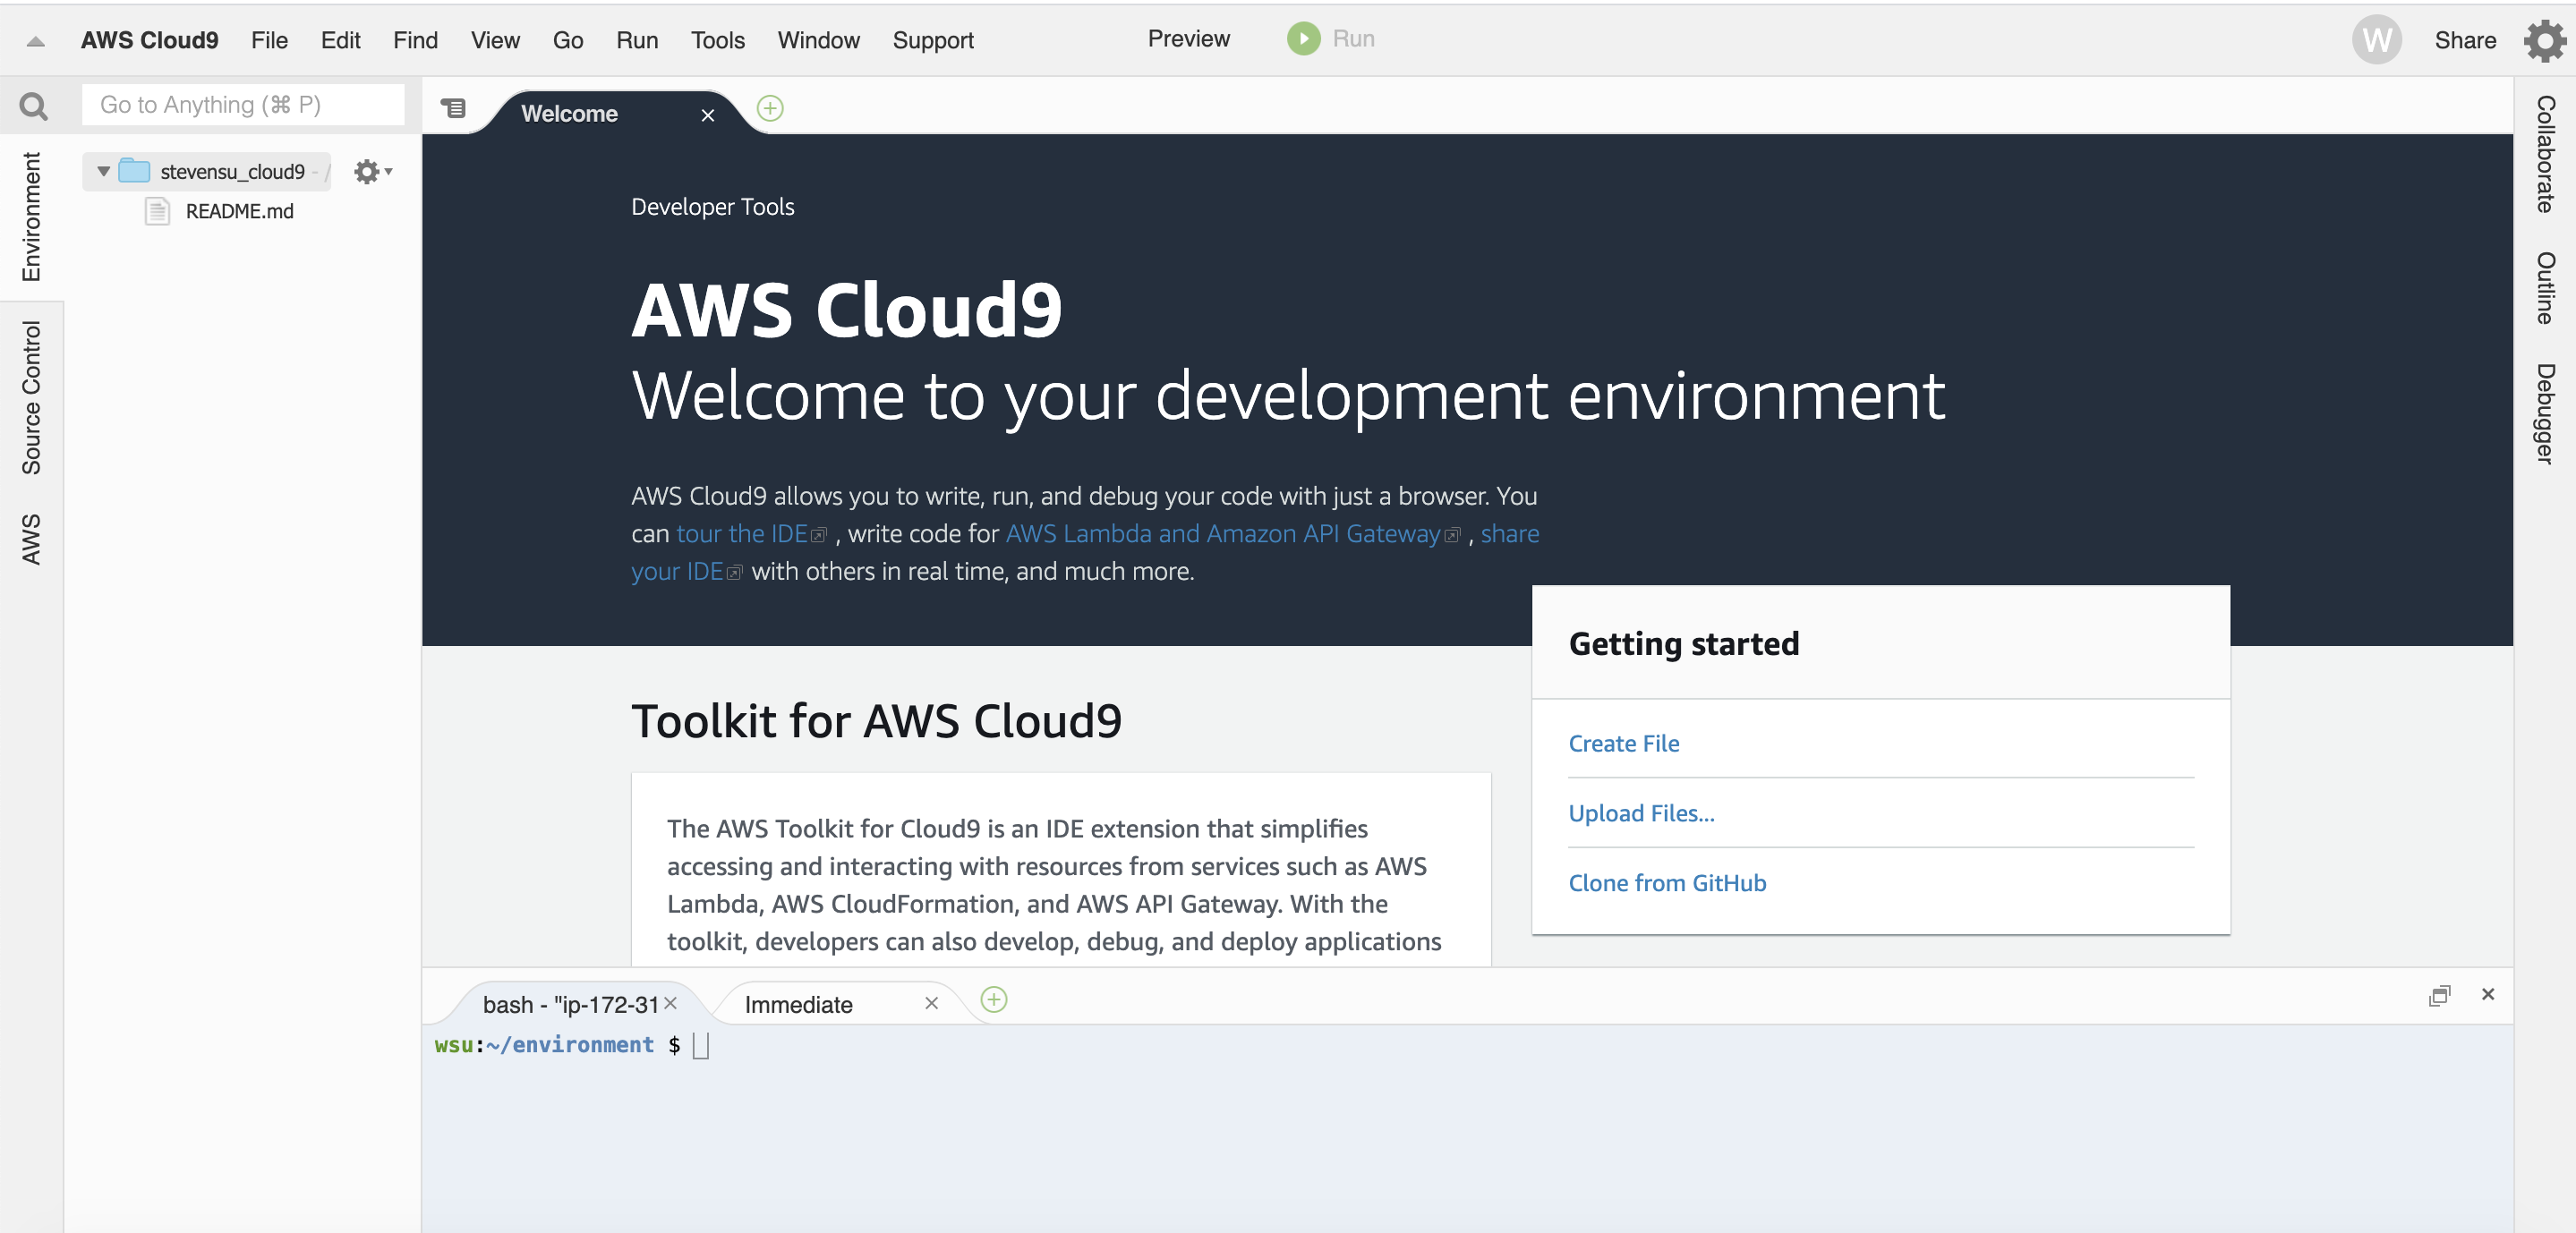 AWS Cloud9 File Edit Find View Go Run Tools Window Support Preview Run W Share
Go to Anything (⌘ P)
Environment
Source Control
AWS
stevensu_cloud9 - /
README.md
Welcome
Developer Tools
AWS Cloud9
Welcome to your development environment
AWS Cloud9 allows you to write, run, and debug your code with just a browser. You
can tour the IDE , write code for AWS Lambda and Amazon API Gateway , share
your IDE with others in real time, and much more.
Getting started
Create File
Upload Files...
Clone from GitHub
Toolkit for AWS Cloud9
The AWS Toolkit for Cloud9 is an IDE extension that simplifies
accessing and interacting with resources from services such as AWS
Lambda, AWS CloudFormation, and AWS API Gateway. With the
toolkit, developers can also develop, debug, and deploy applications
bash - "ip-172-31 Immediate
wsu:~/environment $
Collaborate
Outline
Debugger